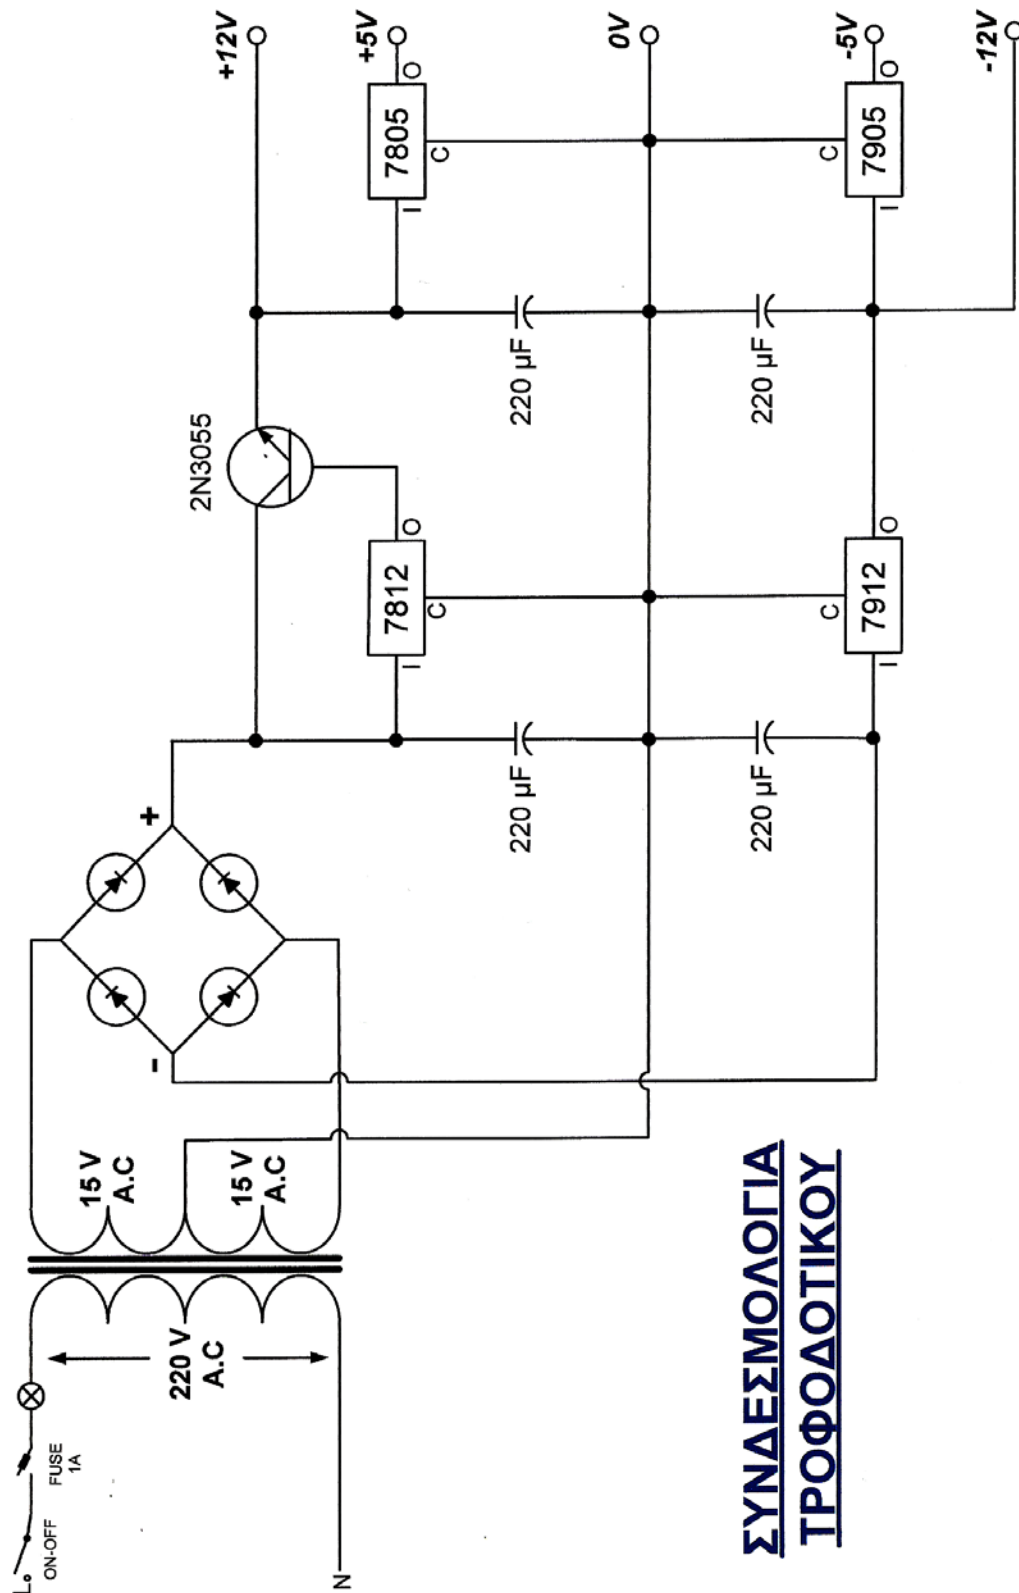 +12V
+5V
0V
-5V
-12V
O
7805
C
I
O
7905
C
I
220 µF
220 µF
2N3055
O
7812
C
I
O
7912
C
I
220 µF
220 µF
+
-
15 V
A.C
15 V
A.C
220 V
A.C
FUSE
1A
ON-OFF
L
N
ΣΥΝΔΕΣΜΟΛΟΓΙΑ
ΤΡΟΦΟΔΟΤΙΚΟΥ